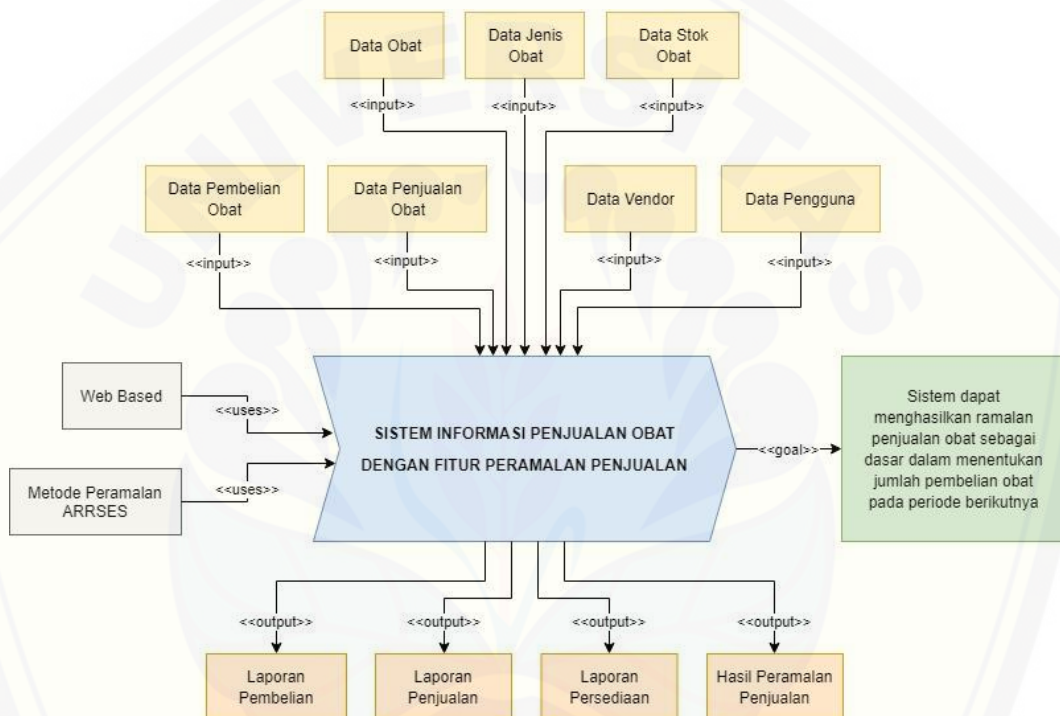 UNIVERSITAS
Data Obat
Data Jenis
Obat
Data Stok
Obat
<<input>>
<<input>>
<<input>>
Data Pembelian
Obat
Data Penjualan
Obat
Data Vendor
Data Pengguna
<<input>>
<<input>>
<<input>>
<<input>>
Web Based
<<uses>>
Metode Peramalan
ARRSES
<<uses>>
SISTEM INFORMASI PENJUALAN OBAT
DENGAN FITUR PERAMALAN PENJUALAN
<<goal>>
Sistem dapat
menghasilkan ramalan
penjualan obat sebagai
dasar dalam menentukan
jumlah pembelian obat
pada periode berikutnya
<<output>>
<<output>>
<<output>>
<<output>>
Laporan
Pembelian
Laporan
Penjualan
Laporan
Persediaan
Hasil Peramalan
Penjualan